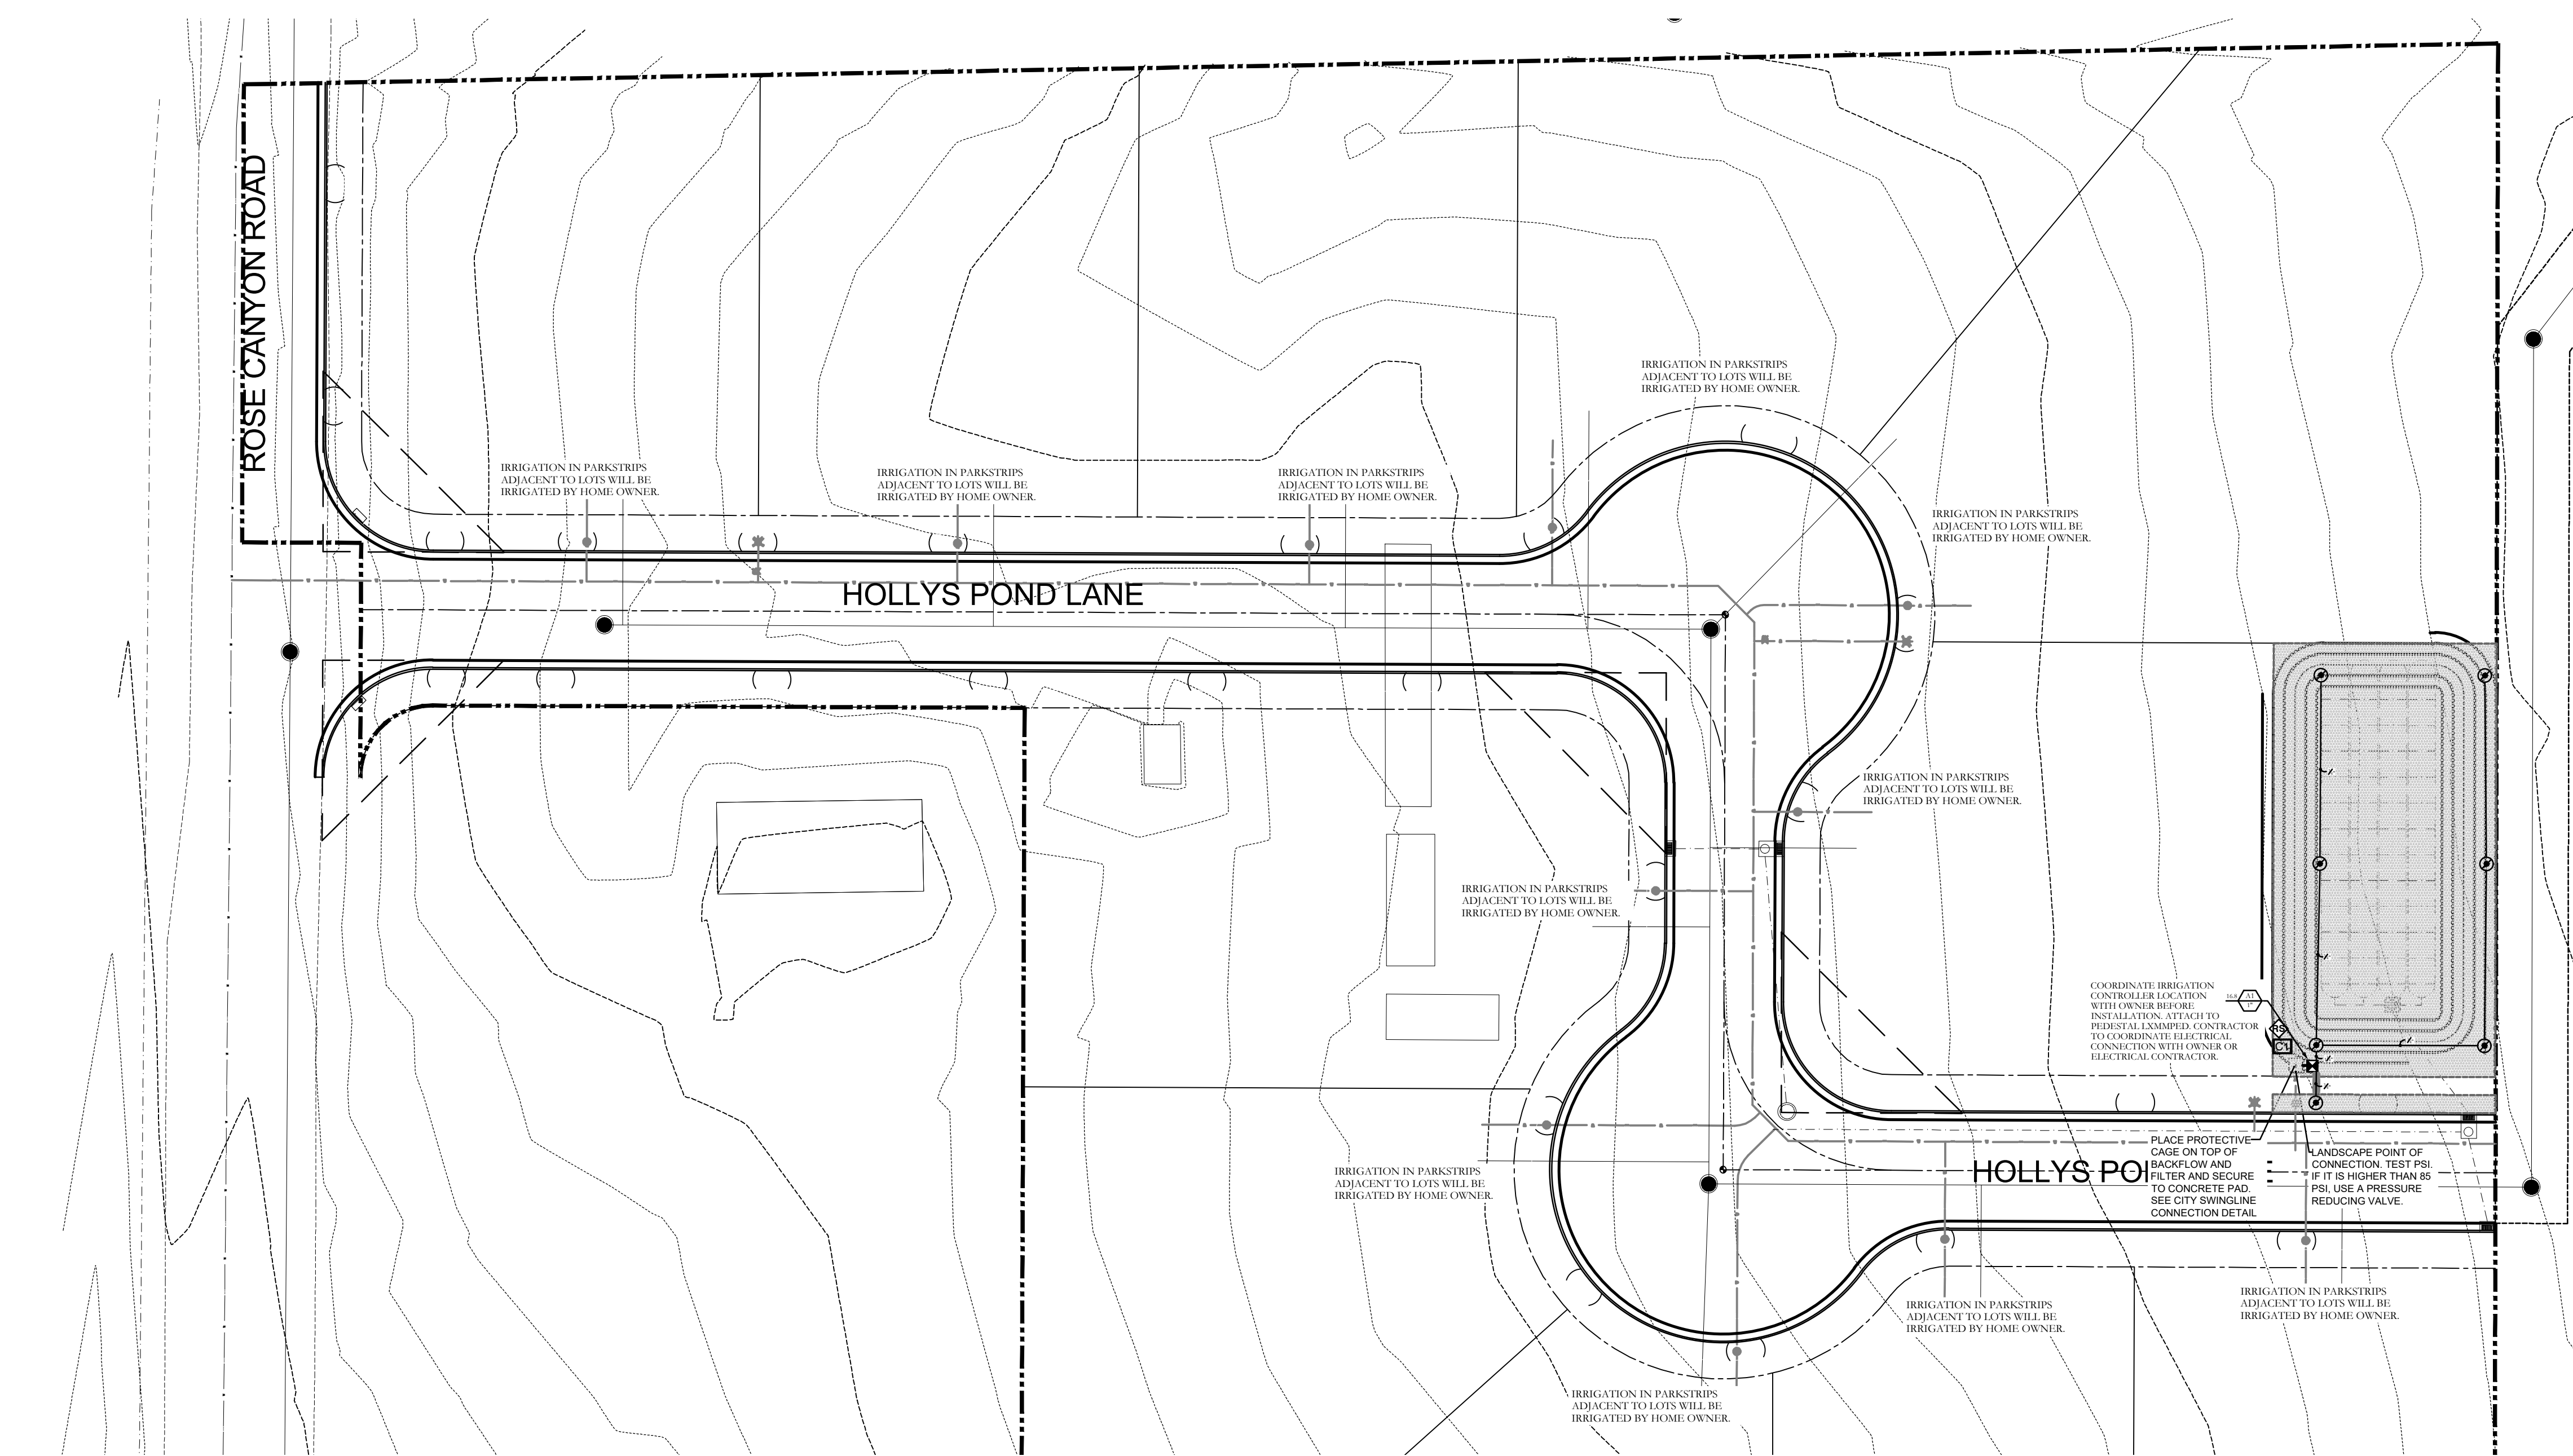 ROSE CANYON ROAD
IRRIGATION IN PARKSTRIPS
ADJACENT TO LOTS WILL BE
IRRIGATED BY HOME OWNER.
IRRIGATION IN PARKSTRIPS
ADJACENT TO LOTS WILL BE
IRRIGATED BY HOME OWNER.
IRRIGATION IN PARKSTRIPS
ADJACENT TO LOTS WILL BE
IRRIGATED BY HOME OWNER.
IRRIGATION IN PARKSTRIPS
ADJACENT TO LOTS WILL BE
IRRIGATED BY HOME OWNER.
IRRIGATION IN PARKSTRIPS
ADJACENT TO LOTS WILL BE
IRRIGATED BY HOME OWNER.
HOLLYS POND LANE
IRRIGATION IN PARKSTRIPS
ADJACENT TO LOTS WILL BE
IRRIGATED BY HOME OWNER.
IRRIGATION IN PARKSTRIPS
ADJACENT TO LOTS WILL BE
IRRIGATED BY HOME OWNER.
COORDINATE IRRIGATION
CONTROLLER LOCATION
WITH OWNER BEFORE
INSTALLATION. ATTACH TO
PEDESTAL LXMMPED. CONTRACTOR
TO COORDINATE ELECTRICAL
CONNECTION WITH OWNER OR
ELECTRICAL CONTRACTOR.
16.8
A1
1"
RS
C1
HOLLYS PO
PLACE PROTECTIVE
CAGE ON TOP OF
BACKFLOW AND
FILTER AND SECURE
TO CONCRETE PAD.
SEE CITY SWINGLINE
CONNECTION DETAIL
LANDSCAPE POINT OF
CONNECTION. TEST PSI.
IF IT IS HIGHER THAN 85
PSI, USE A PRESSURE
REDUCING VALVE.
IRRIGATION IN PARKSTRIPS
ADJACENT TO LOTS WILL BE
IRRIGATED BY HOME OWNER.
IRRIGATION IN PARKSTRIPS
ADJACENT TO LOTS WILL BE
IRRIGATED BY HOME OWNER.
IRRIGATION IN PARKSTRIPS
ADJACENT TO LOTS WILL BE
IRRIGATED BY HOME OWNER.
IRRIGATION IN PARKSTRIPS
ADJACENT TO LOTS WILL BE
IRRIGATED BY HOME OWNER.